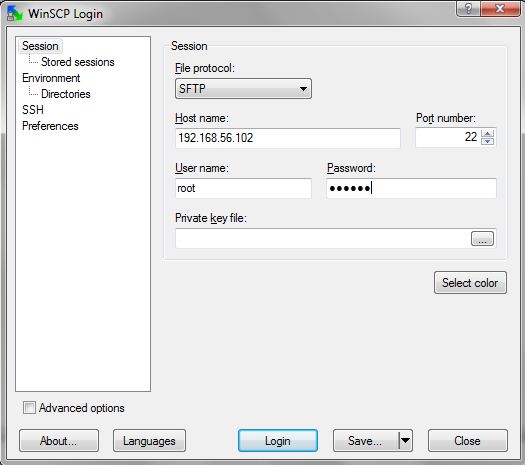 WinSCP Login
Session
Stored sessions
Environment
Directories
SSH
Preferences
Session
File protocol:
SFTP
Host name:
Port number:
192.168.56.102
22
User name:
Password:
root
●●●●●●
Private key file:
...
Select color
Advanced options
About...
Languages
Login
Save...
Close